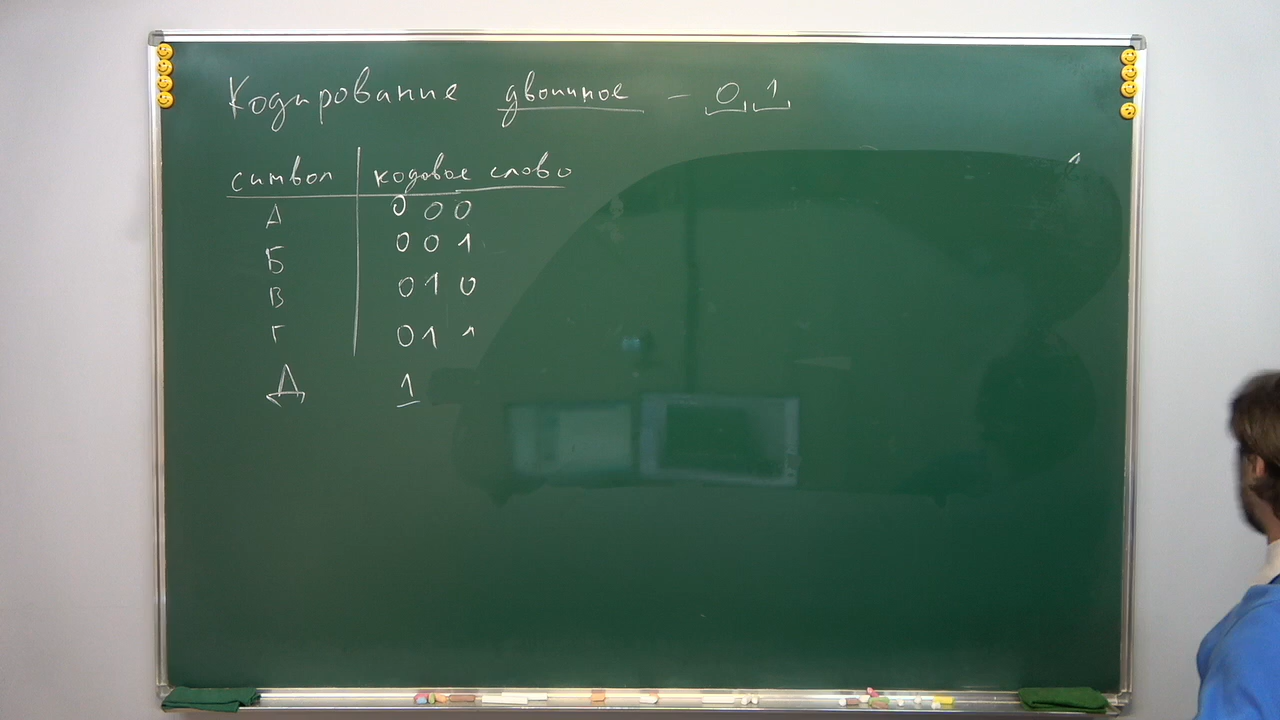 Кодирование двоичное - 0, 1
символ кодовое слово
А 0 0 0
Б 0 0 1
В 0 1 0
Г 0 1 1
Д 1